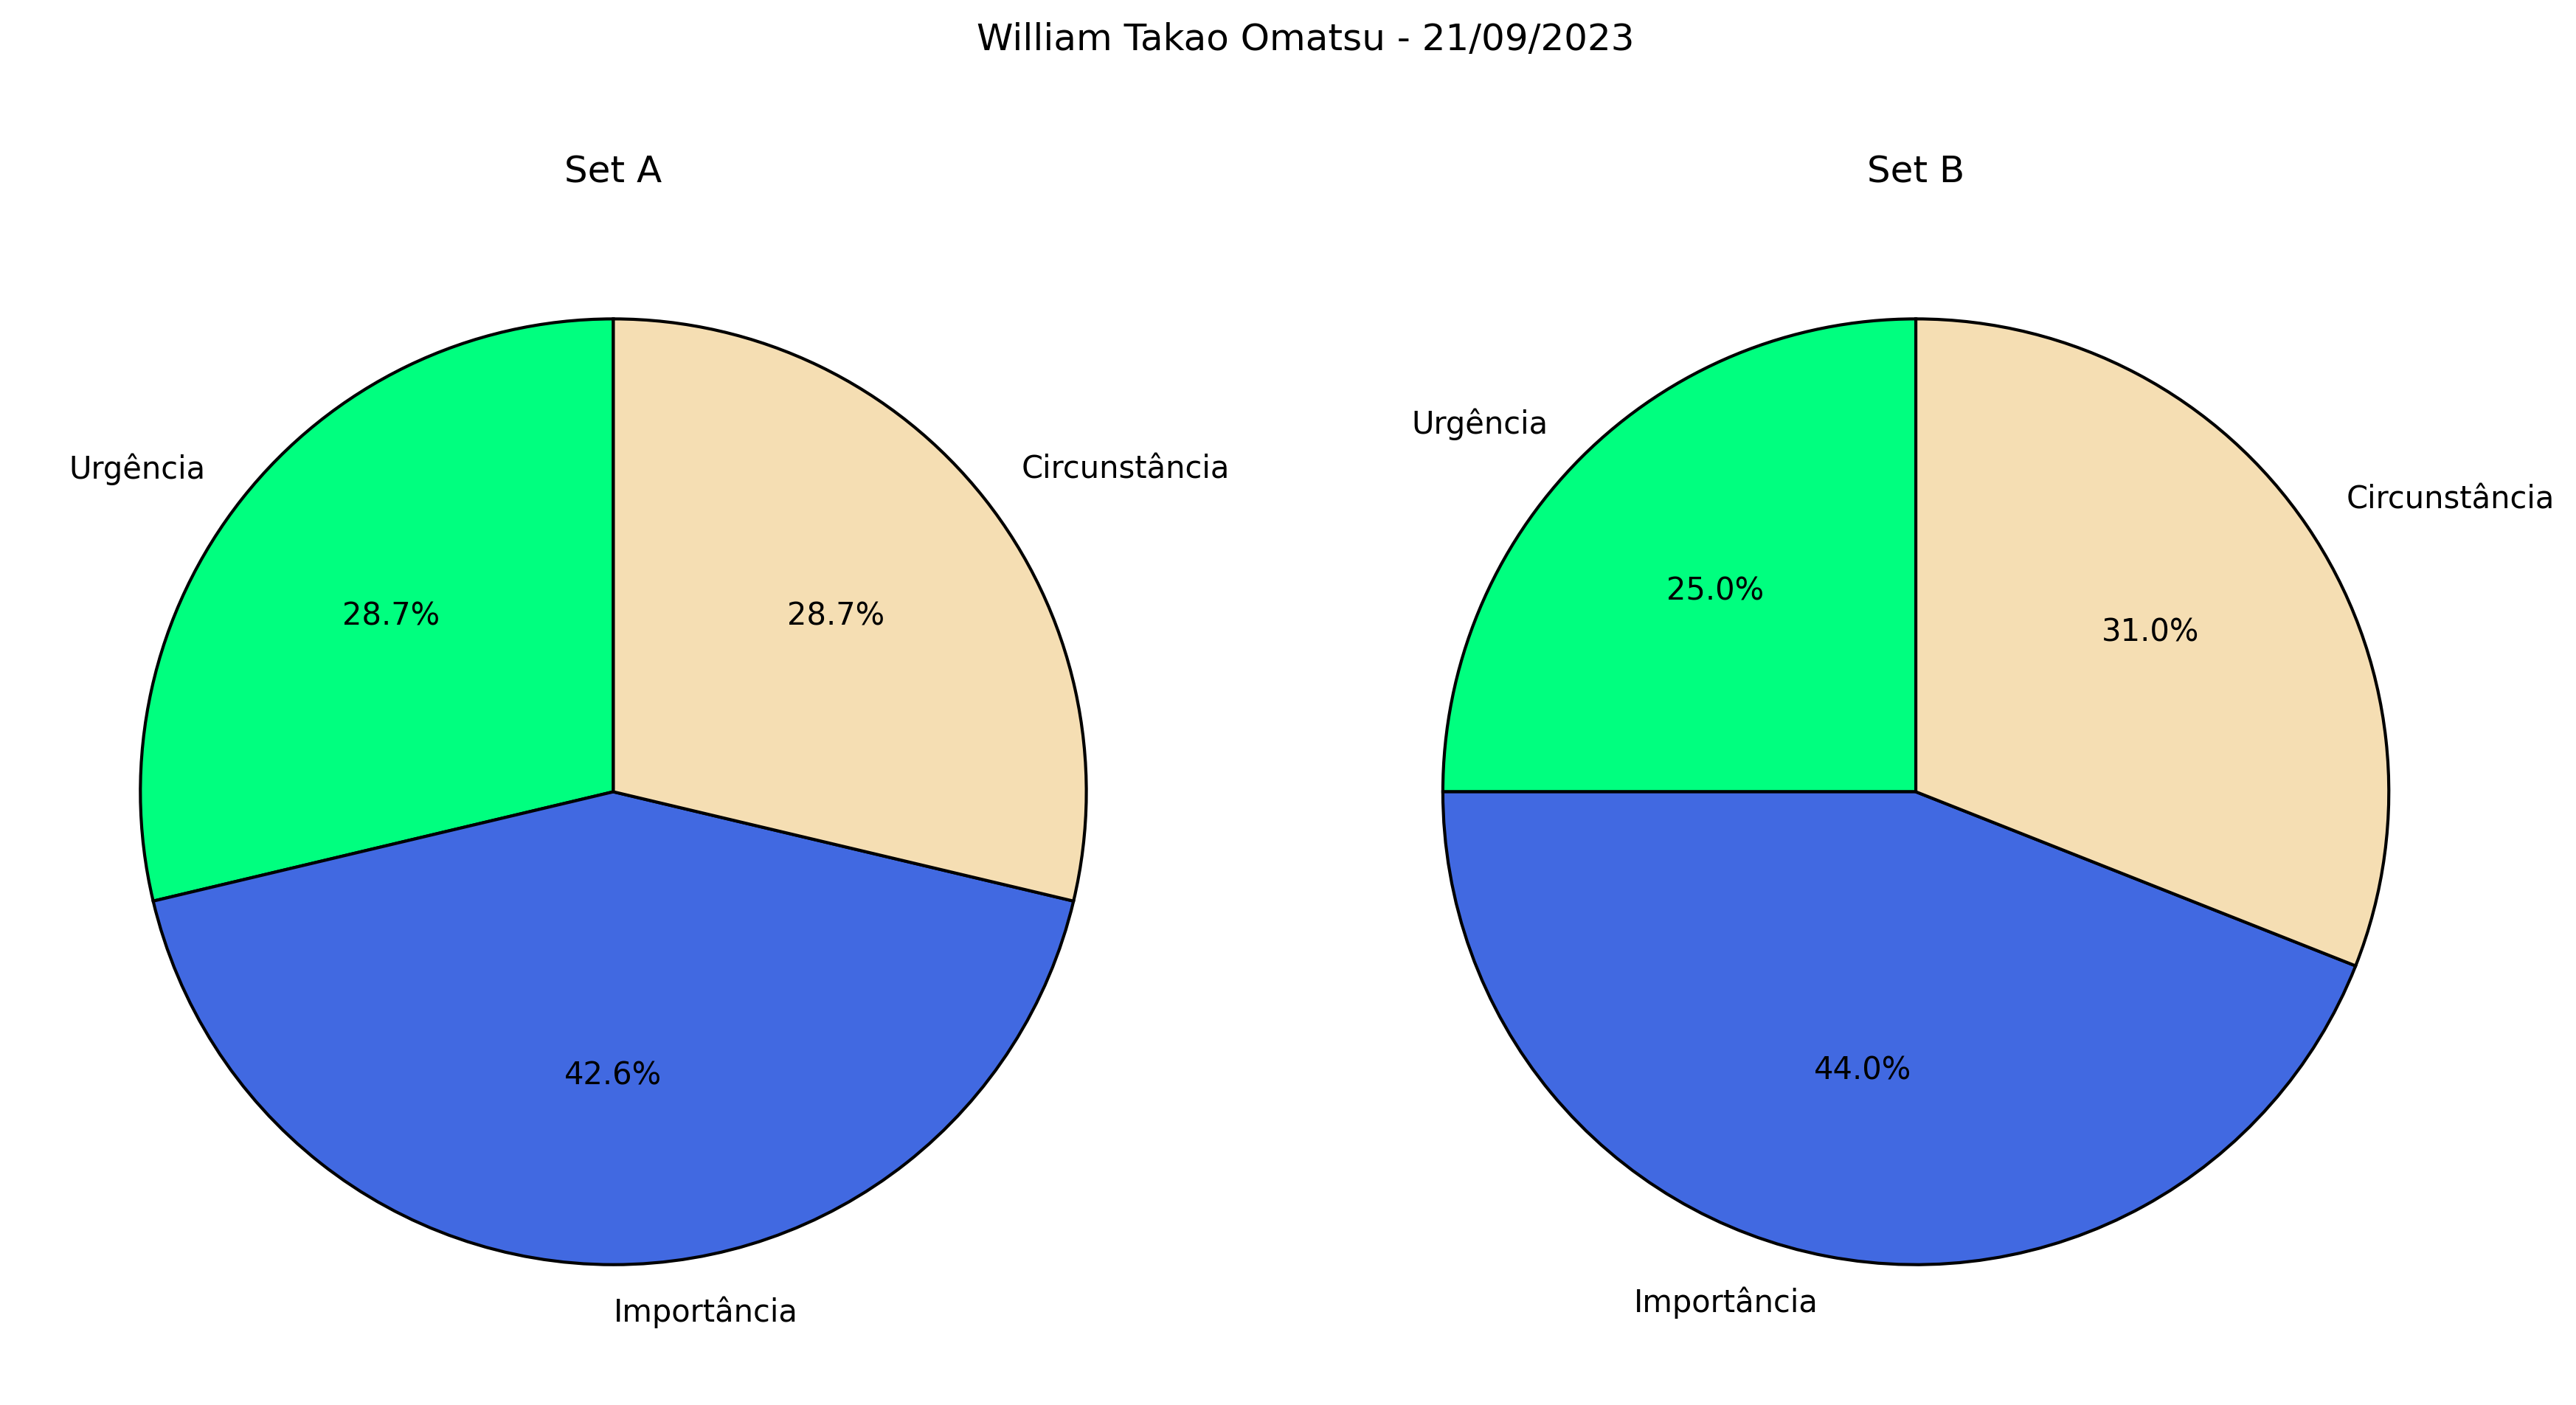 William Takao Omatsu - 21/09/2023
Set A
Urgência
Circunstância
28.7%
28.7%
42.6%
Importância
Set B
Urgência
Circunstância
25.0%
31.0%
44.0%
Importância